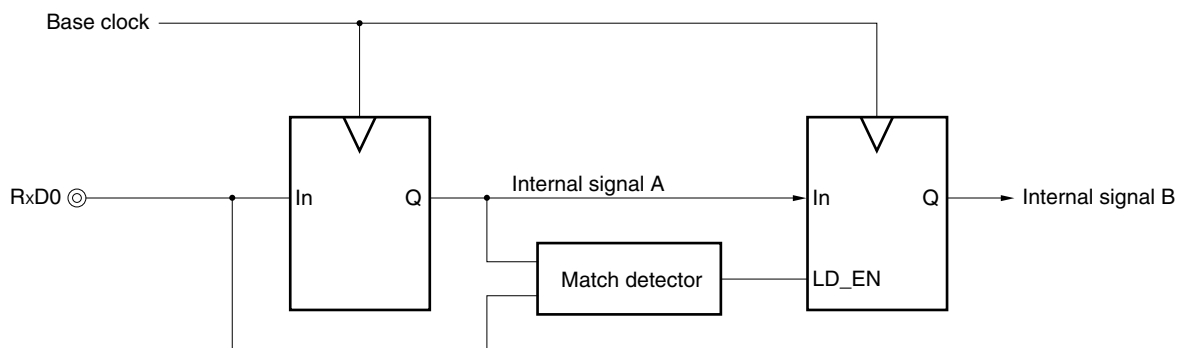 Base clock
RxD0
In
Q
Internal signal A
In
Q
Internal signal B
Match detector
LD_EN